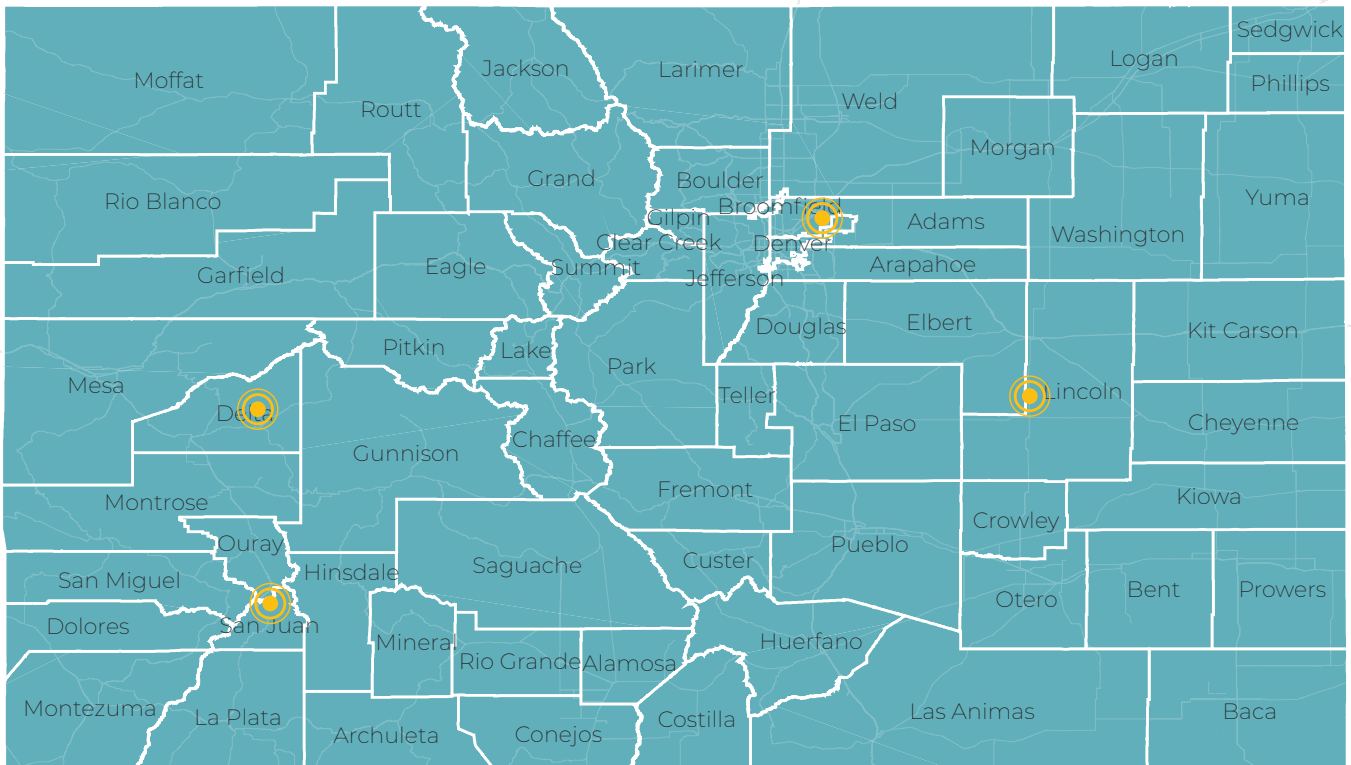 Sedgwick
Logan
Jackson
Larimer
Moffat
Phillips
Weld
Routt
Morgan
Grand
Boulder
Yuma
Rio Blanco
Broomfield
Gilpin
Adams
Washington
Clear Creek
Denver
Eagle
Summit
Arapahoe
Garfield
Jefferson
Elbert
Douglas
Kit Carson
Pitkin
Lake
Park
Mesa
Teller
Lincoln
Delta
El Paso
Cheyenne
Chaffee
Gunnison
Fremont
Kiowa
Montrose
Crowley
Ouray
Pueblo
Custer
Saguache
Hinsdale
San Miguel
Bent
Prowers
Otero
San Juan
Dolores
Mineral
Huerfano
Rio Grande
Alamosa
Montezuma
La Plata
Costilla
Las Animas
Baca
Archuleta
Conejos